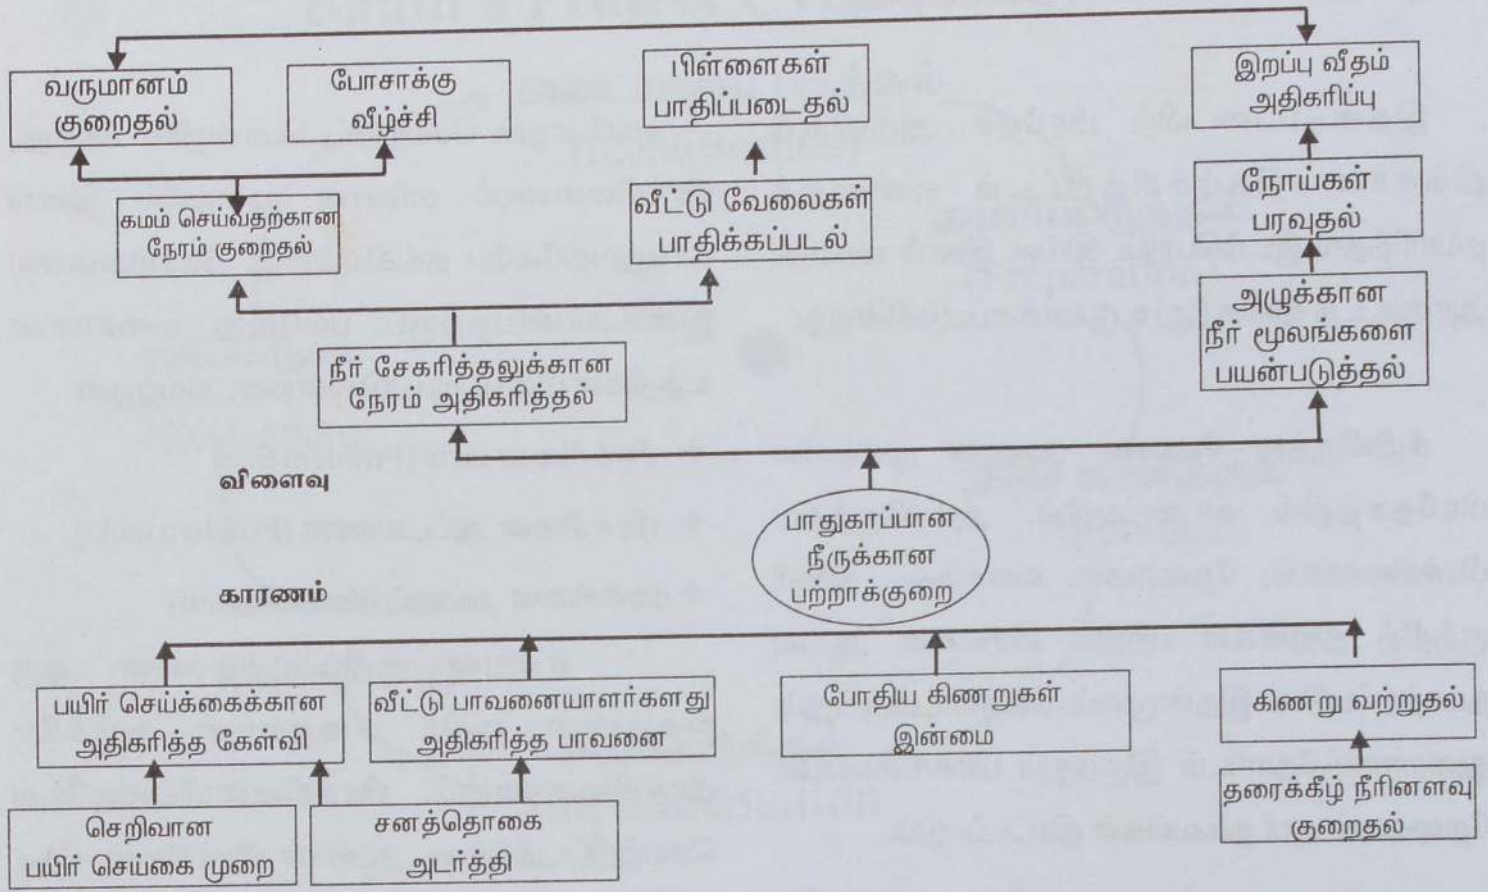 வருமானம்
குறைதல்
போசாக்கு
வீழ்ச்சி
பிள்ளைகள்
பாதிப்படைதல்
இறப்பு வீதம்
அதிகரிப்பு
கமம் செய்வதற்கான
நேரம் குறைதல்
வீட்டு வேலைகள்
பாதிக்கப்படல்
நோய்கள்
பரவுதல்
நீர் சேகரித்தலுக்கான
நேரம் அதிகரித்தல்
அழுக்கான
நீர் மூலங்களை
பயன்படுத்தல்
விளைவு
பாதுகாப்பான
நீருக்கான
பற்றாக்குறை
காரணம்
பயிர் செய்க்கைக்கான
அதிகரித்த கேள்வி
வீட்டு பாவனையாளர்களது
அதிகரித்த பாவனை
போதிய கிணறுகள்
இன்மை
கிணறு வற்றுதல்
செறிவான
பயிர் செய்கை முறை
சனத்தொகை
அடர்த்தி
தரைக்கீழ் நீரினளவு
குறைதல்